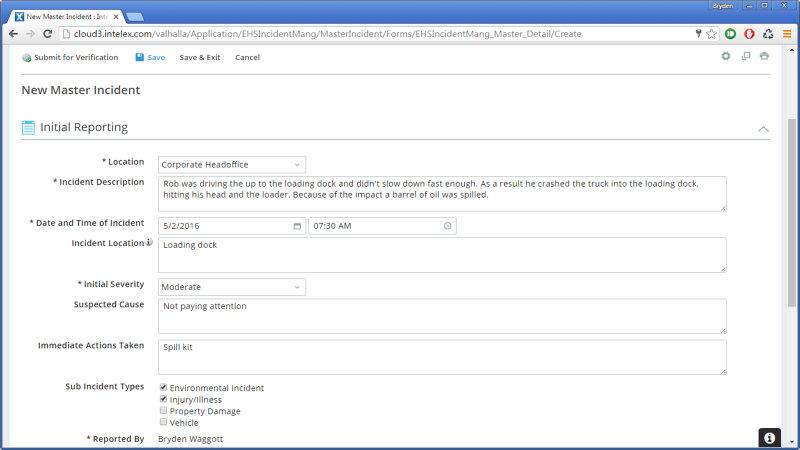 Bryden
New Master Incident : Inte
cloud3.intelex.com/valhalla/Application/EHSIncidentMang/MasterIncident/Forms/EHSIncidentMang_Master_Detail/Create
Submit for Verification Save Save & Exit Cancel
New Master Incident
Initial Reporting
* Location Corporate Headoffice
* Incident Description Rob was driving the up to the loading dock and didn't slow down fast enough. As a result he crashed the truck into the loading dock,
hitting his head and the loader. Because of the impact a barrel of oil was spilled.
* Date and Time of Incident 5/2/2016 07:30 AM
Incident Location Loading dock
* Initial Severity Moderate
Suspected Cause Not paying attention
Immediate Actions Taken Spill kit
Sub Incident Types Environmental Incident
Injury/Illness
Property Damage
Vehicle
* Reported By Bryden Waggott